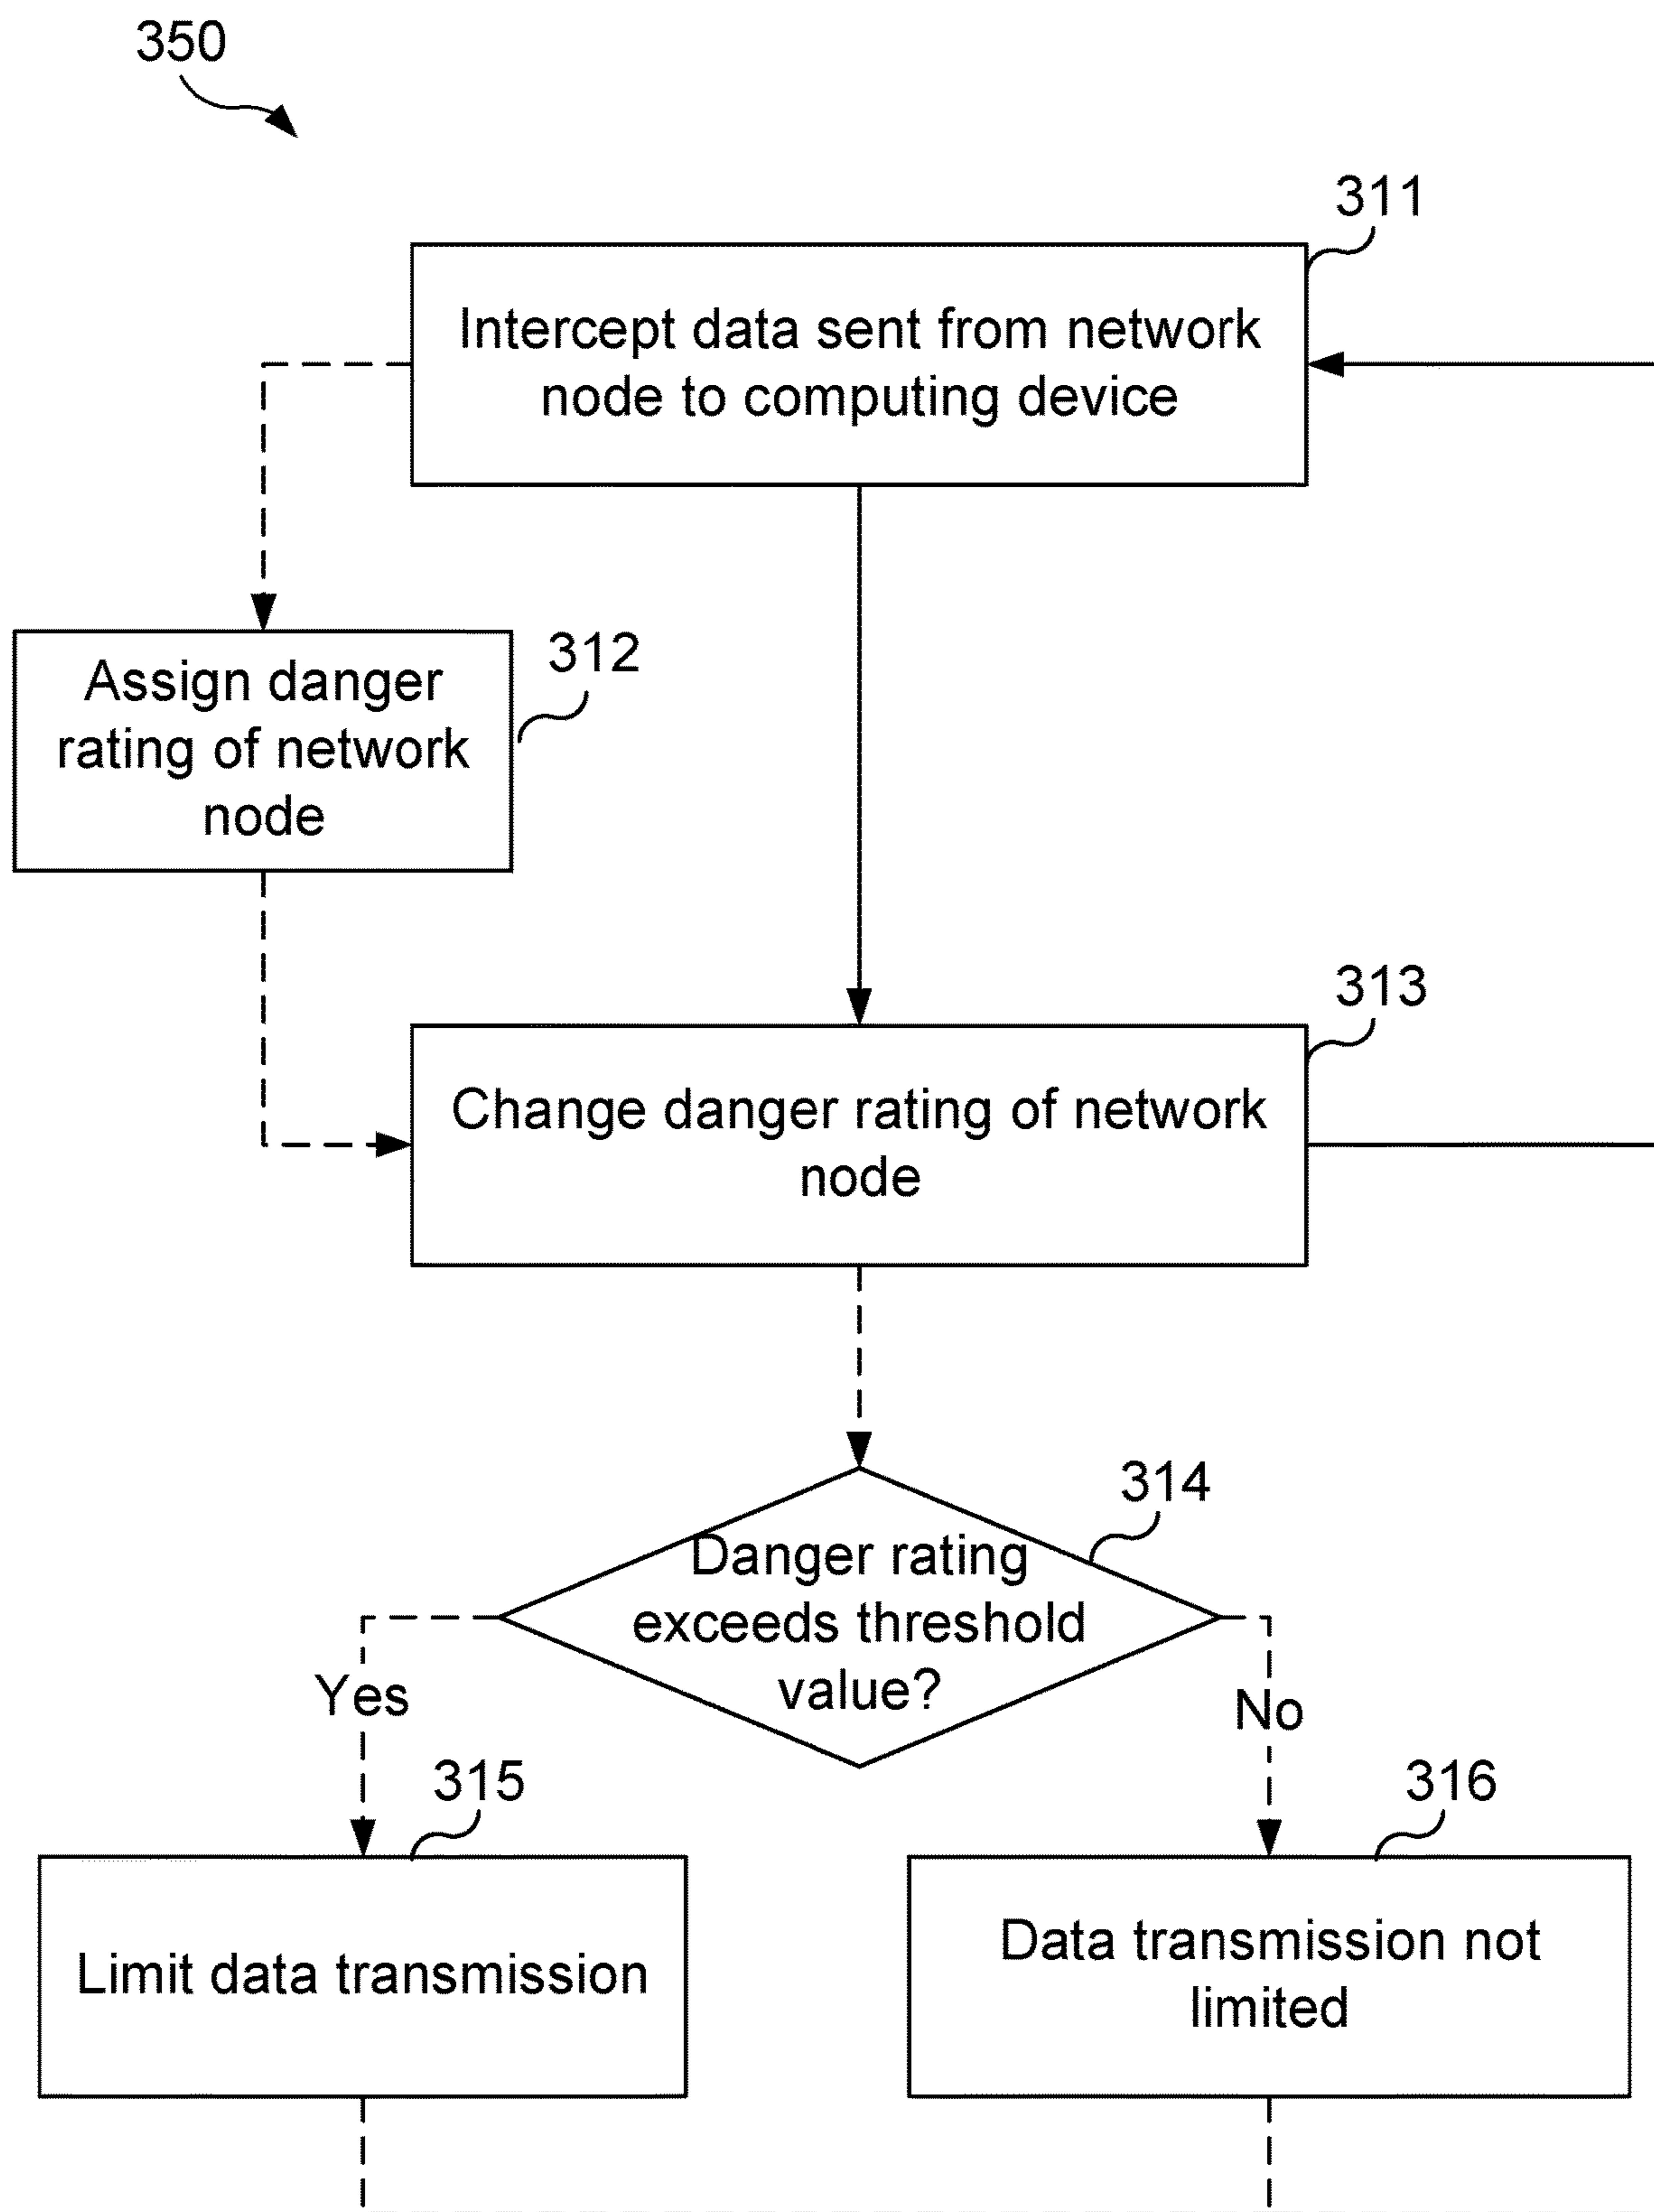 350
311
Intercept data sent from network
node to computing device
312
Assign danger
rating of network
node
313
Change danger rating of network
node
314
Danger rating
exceeds threshold
value?
Yes
No
315
316
Limit data transmission
Data transmission not
limited